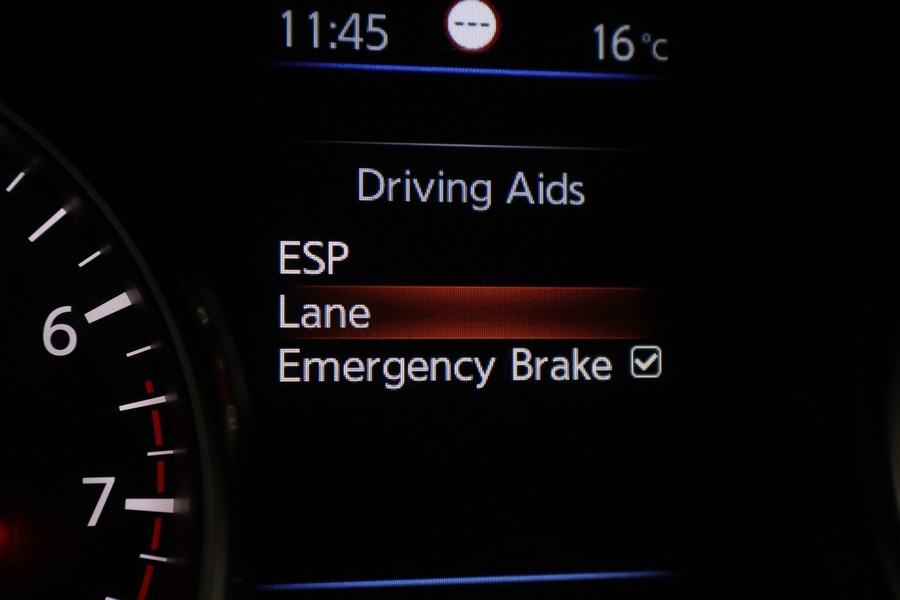 11:45 --- 16 °C
Driving Aids
ESP
Lane
Emergency Brake
6
7